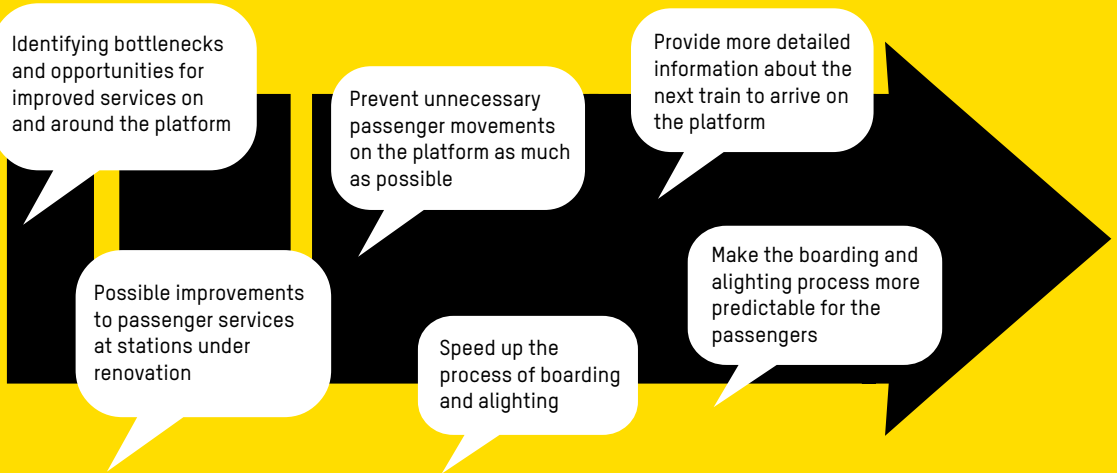 Identifying bottlenecks
and opportunities for
improved services on
and around the platform
Possible improvements
to passenger services
at stations under
renovation
Prevent unnecessary
passenger movements
on the platform as much
as possible
Speed up the
process of boarding
and alighting
Provide more detailed
information about the
next train to arrive on
the platform
Make the boarding and
alighting process more
predictable for the
passengers